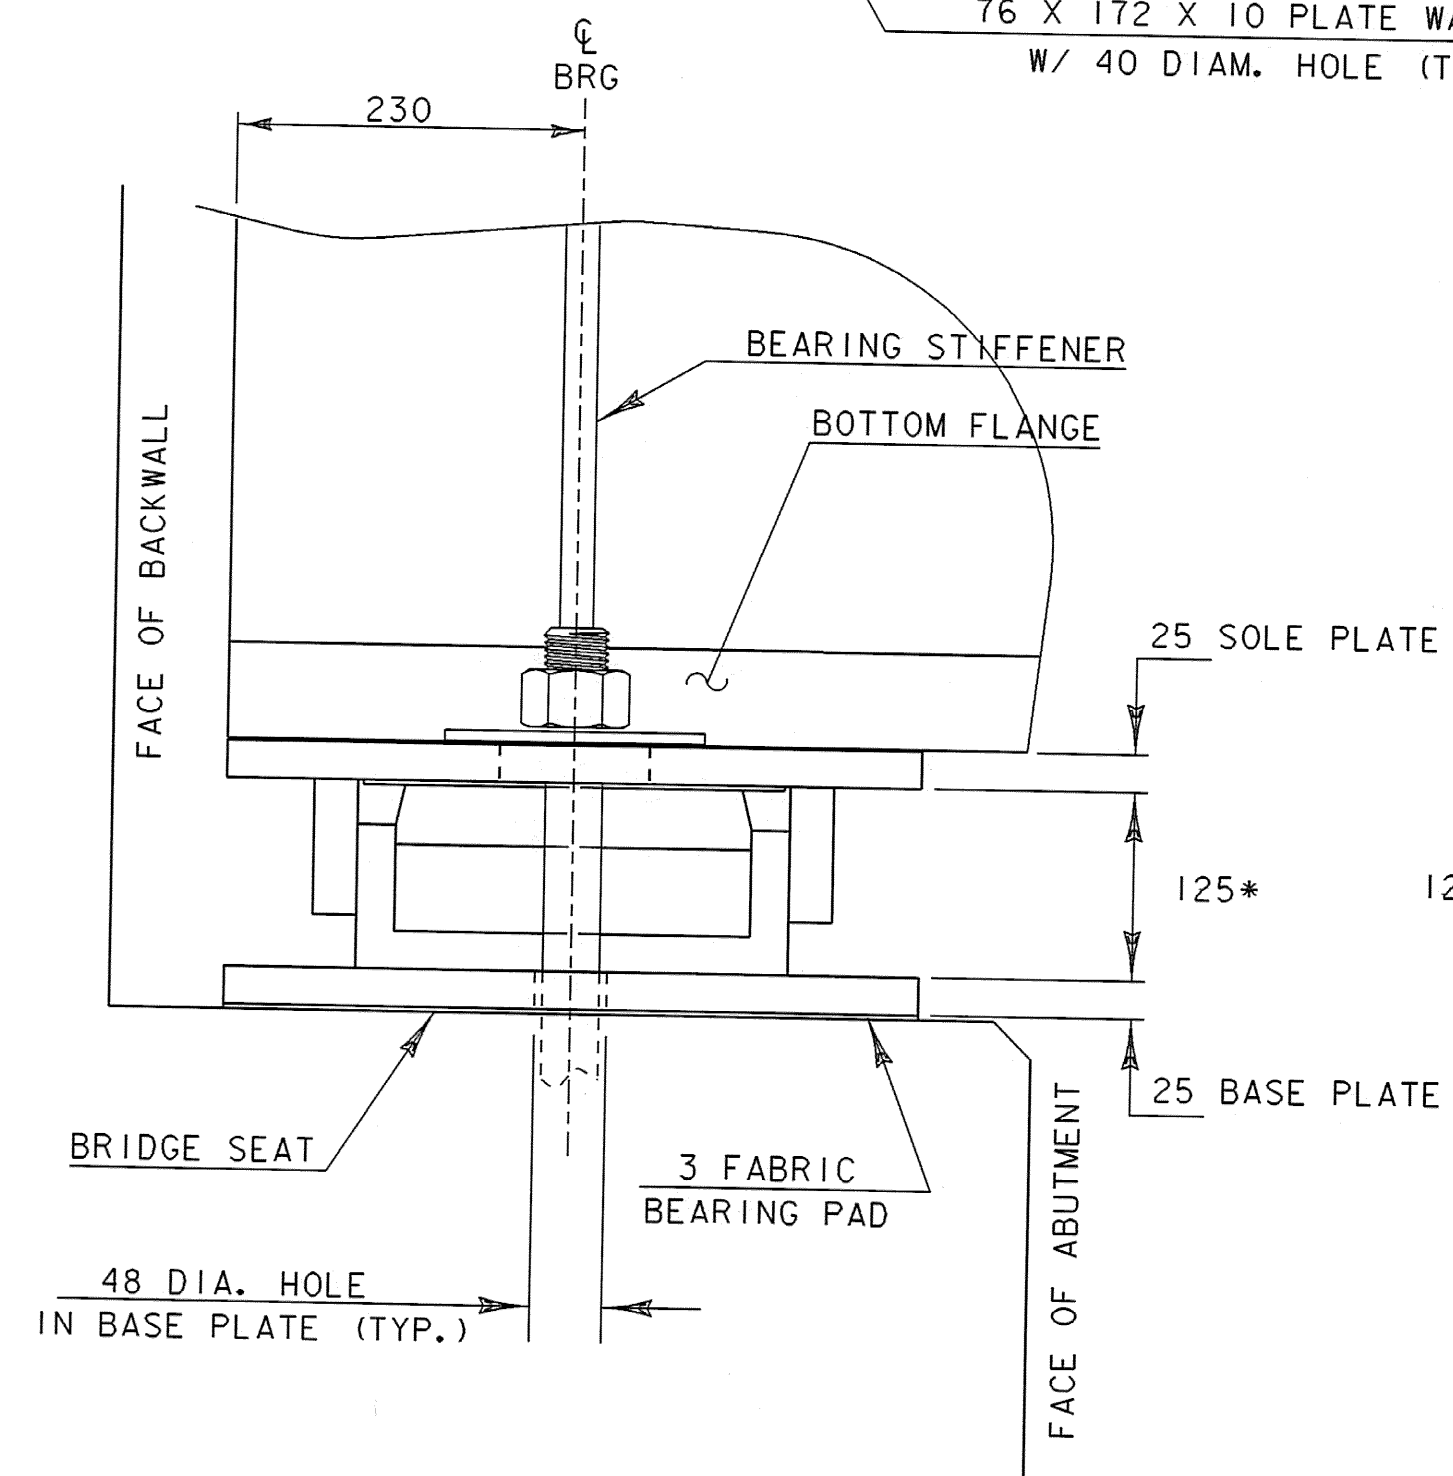 76 X 172 X 10 PLATE
W/ 40 DIAM. HOLE
℄
BRG
230
BEARING STIFFENER
BOTTOM FLANGE
FACE OF BACKWALL
25 SOLE PLATE
125*
25 BASE PLATE
BRIDGE SEAT
3 FABRIC
BEARING PAD
48 DIA. HOLE
IN BASE PLATE (TYP.)
FACE OF ABUTMENT